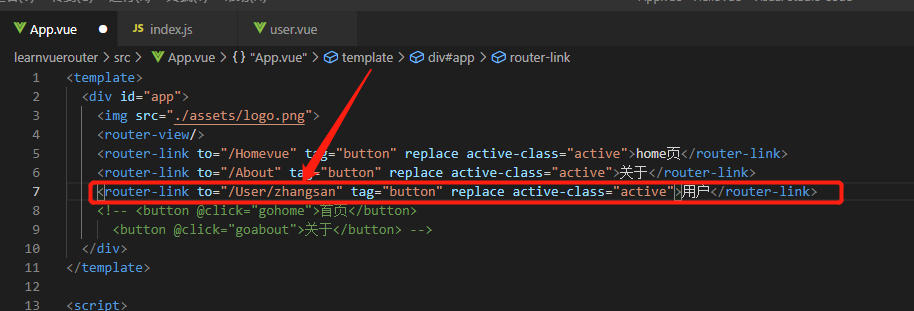 App.vue
JS index.js
user.vue
learnvuerouter > src > App.vue > {} "App.vue" > template > div#app > router-link
1 <template>
2 <div id="app">
3 <img src="./assets/logo.png">
4 <router-view/>
5 <router-link to="/Homevue" tag="button" replace active-class="active">home页</router-link>
6 <router-link to="/About" tag="button" replace active-class="active">关于</router-link>
7 <router-link to="/User/zhangsan" tag="button" replace active-class="active">用户</router-link>
8 <!-- <button @click="gohome">首页</button>
9 <button @click="goabout">关于</button> -->
10 </div>
11 </template>
12
13 <script>